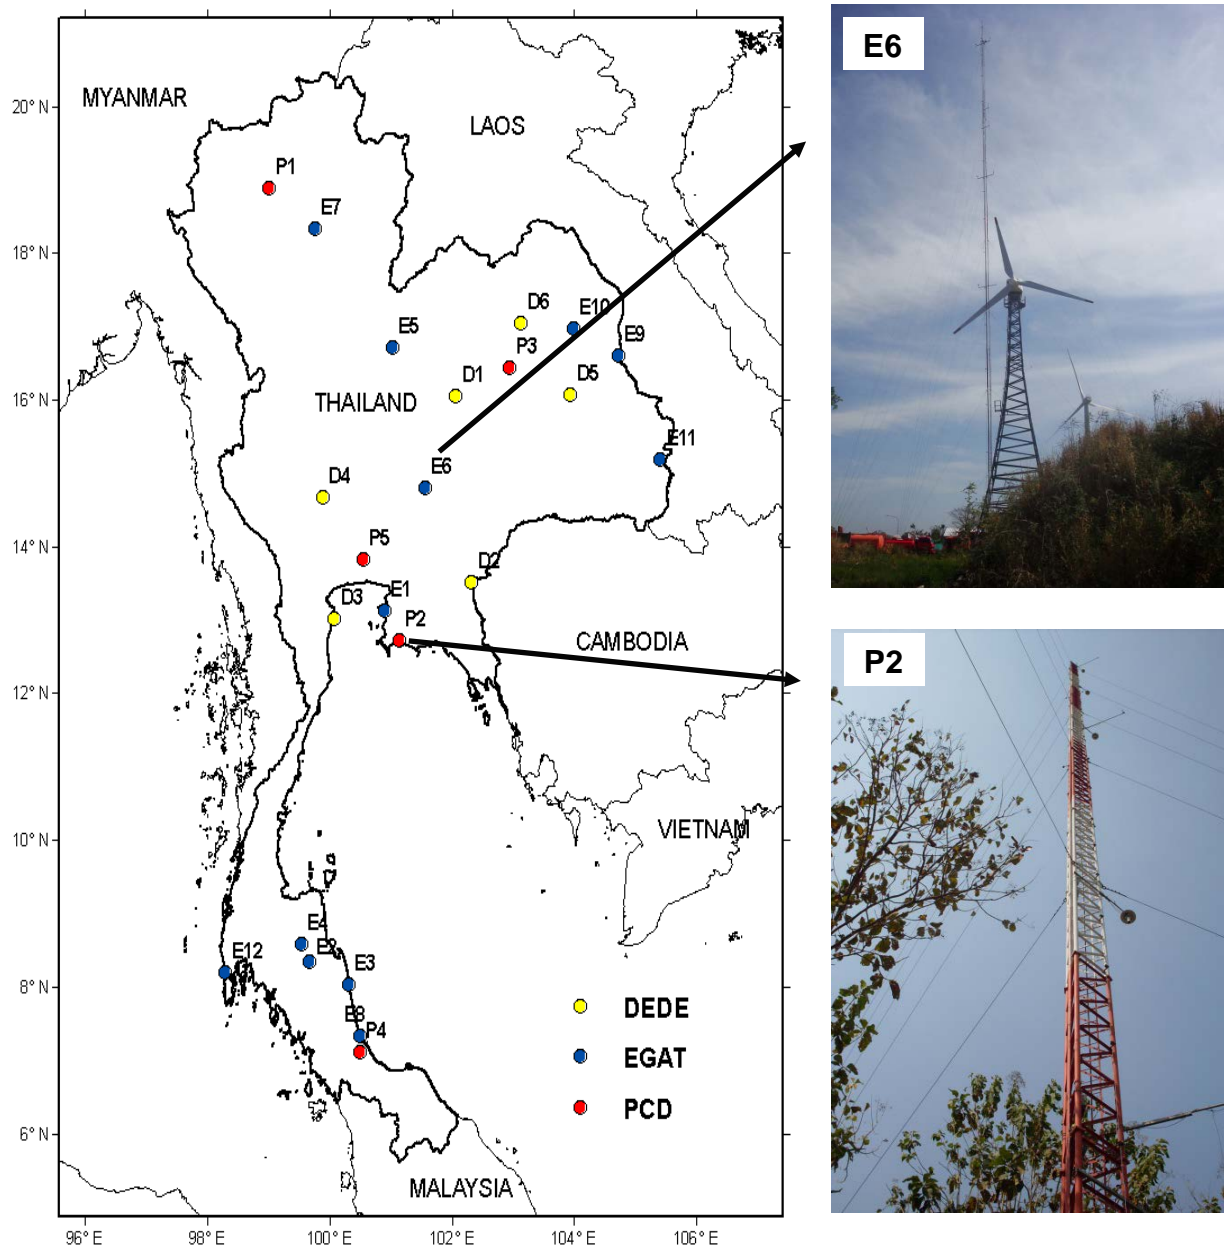 E6
20° N
MYANMAR
LAOS
P1
E7
18° N
D6
E10
E5
P3
E9
D1
D5
16° N
THAILAND
E11
E6
D4
14° N
P5
D2
E1
D3
P2
CAMBODIA
P2
12° N
10° N
VIETNAM
E4
E2
E12
E3
8° N
E8
P4
DEDE
EGAT
PCD
6° N
MALAYSIA
96° E
98° E
100° E
102° E
104° E
106° E